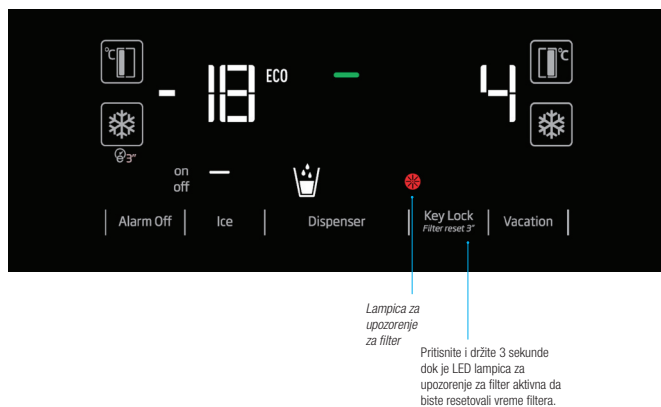 °C
°C
- 18 ECO
4
3"
on
off
Alarm Off
Ice
Dispenser
Key Lock
Filter reset 3"
Vacation
Lampica za
upozorenje
za filter
Pritisnite i držite 3 sekunde
dok je LED lampica za
upozorenje za filter aktivna da
biste resetovali vreme filtera.